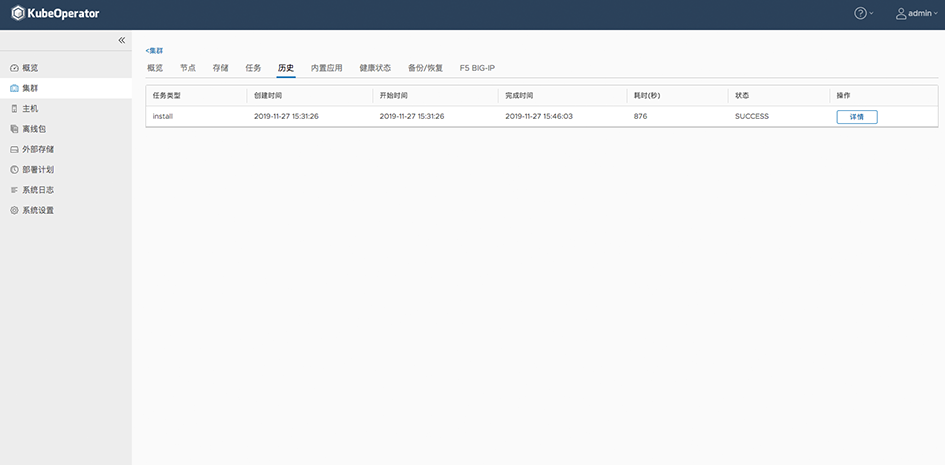 KubeOperator
admin
<集群
概览
集群
主机
离线包
外部存储
部署计划
系统日志
系统设置
概览 节点 存储 任务 历史 内置应用 健康状态 备份/恢复 F5 BIG-IP
任务类型 创建时间 开始时间 完成时间 耗时(秒) 状态 操作
install 2019-11-27 15:31:26 2019-11-27 15:31:26 2019-11-27 15:46:03 876 SUCCESS 详情